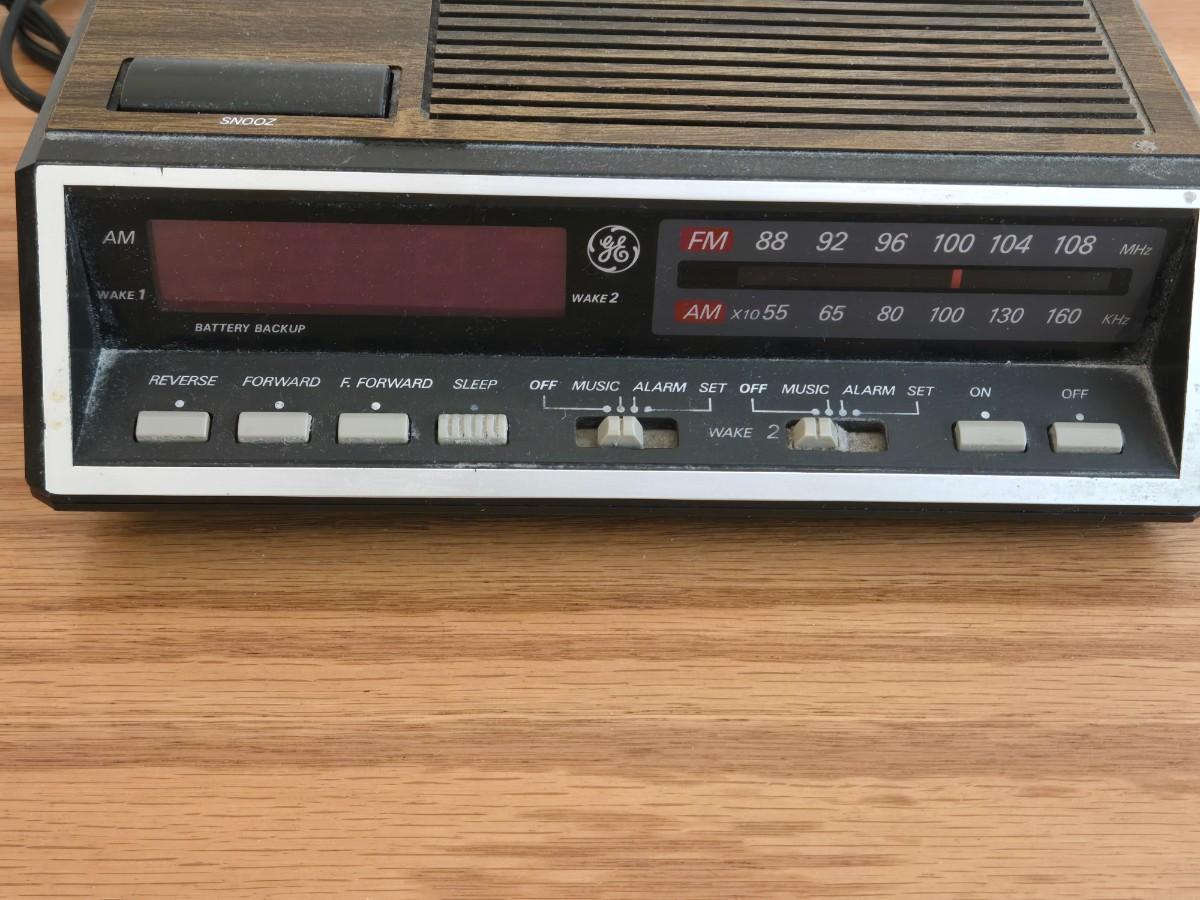 SNOOZ
AM
WAKE 1
BATTERY BACKUP
GE
WAKE 2
FM 88 92 96 100 104 108 MHz
AM X10 55 65 80 100 130 160 KHz
REVERSE FORWARD F. FORWARD SLEEP OFF MUSIC ALARM SET OFF MUSIC ALARM SET ON OFF
WAKE 2